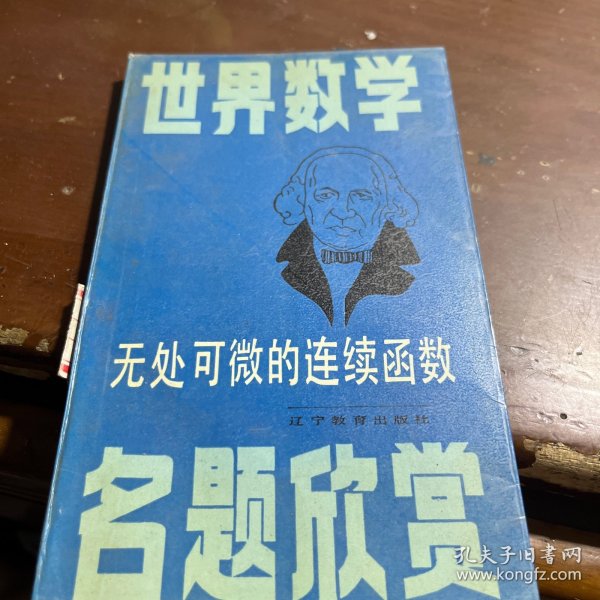 世界数学
无处可微的连续函数
辽宁教育出版社
名题欣赏
孔夫子旧书网
www.kongfz.com